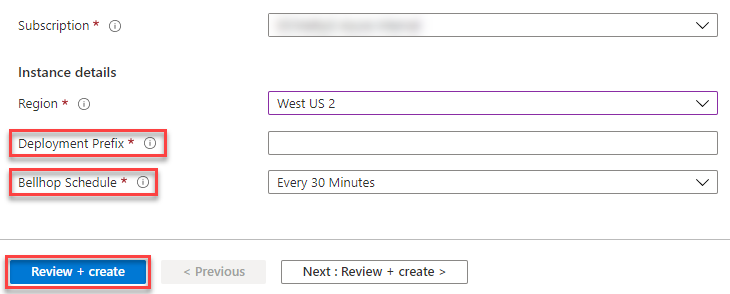 Subscription *
Instance details
Region * West US 2
Deployment Prefix *
Bellhop Schedule * Every 30 Minutes
Review + create < Previous Next : Review + create >